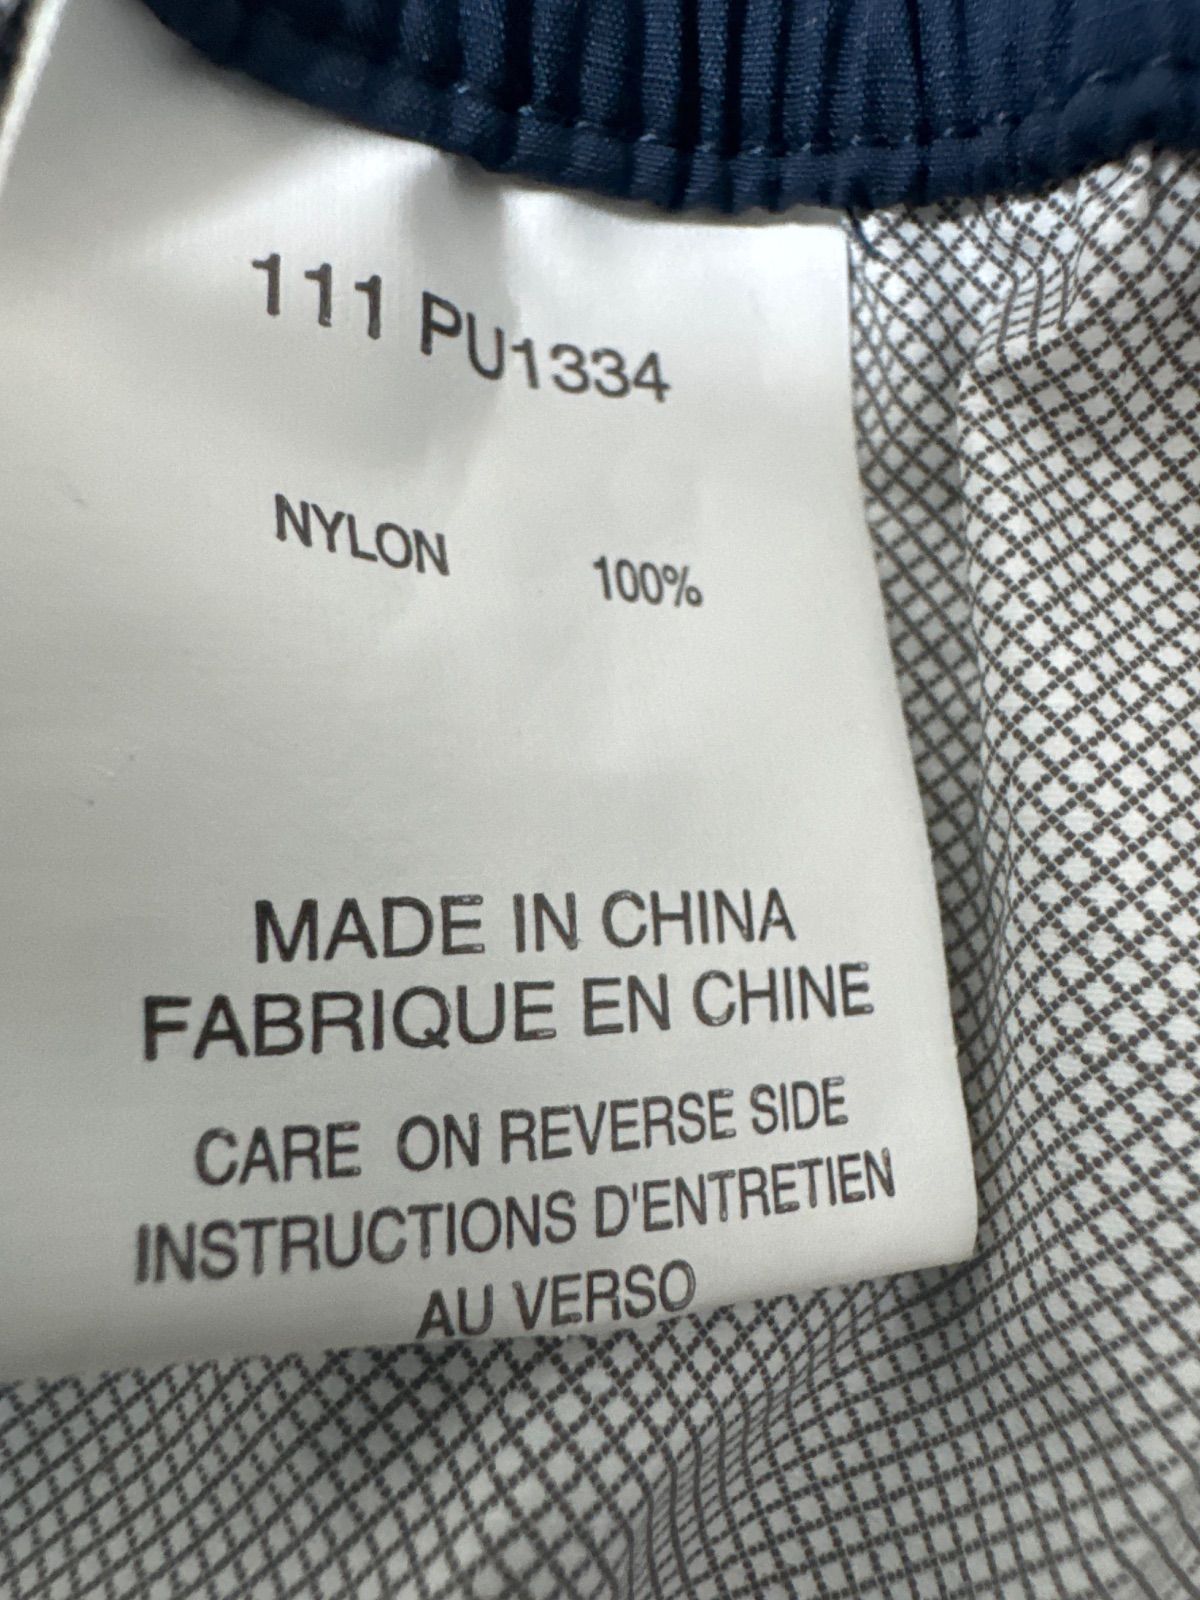 111 PU1334
NYLON 100%
MADE IN CHINA
FABRIQUE EN CHINE
CARE ON REVERSE SIDE
INSTRUCTIONS D'ENTRETIEN
AU VERSO